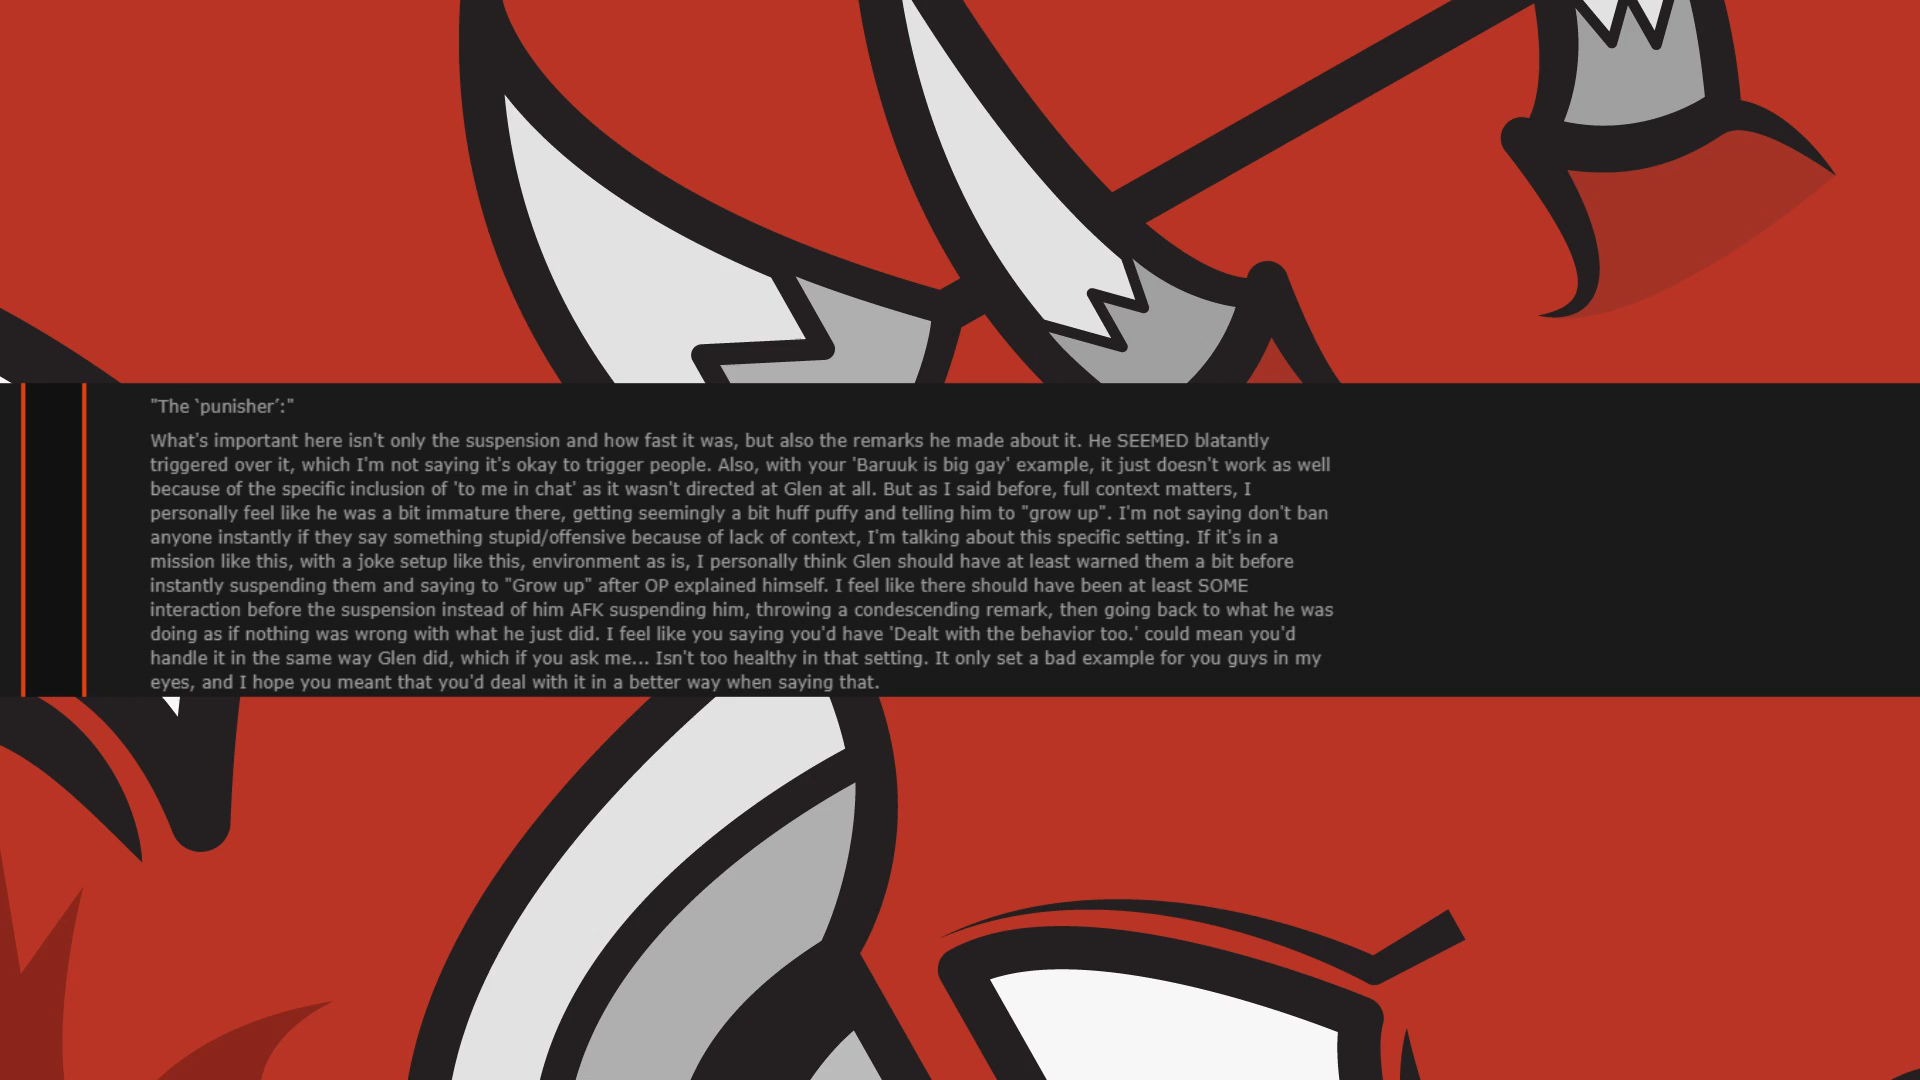 "The `punisher´:"
What's important here isn't only the suspension and how fast it was, but also the remarks he made about it. He SEEMED blatantly
triggered over it, which I'm not saying it's okay to trigger people. Also, with your 'Baruuk is big gay' example, it just doesn't work as well
because of the specific inclusion of 'to me in chat' as it wasn't directed at Glen at all. But as I said before, full context matters, I
personally feel like he was a bit immature there, getting seemingly a bit huff puffy and telling him to "grow up". I'm not saying don't ban
anyone instantly if they say something stupid/offensive because of lack of context, I'm talking about this specific setting. If it's in a
mission like this, with a joke setup like this, environment as is, I personally think Glen should have at least warned them a bit before
instantly suspending them and saying to "Grow up" after OP explained himself. I feel like there should have been at least SOME
interaction before the suspension instead of him AFK suspending him, throwing a condescending remark, then going back to what he was
doing as if nothing was wrong with what he just did. I feel like you saying you'd have 'Dealt with the behavior too.' could mean you'd
handle it in the same way Glen did, which if you ask me... Isn't too healthy in that setting. It only set a bad example for you guys in my
eyes, and I hope you meant that you'd deal with it in a better way when saying that.